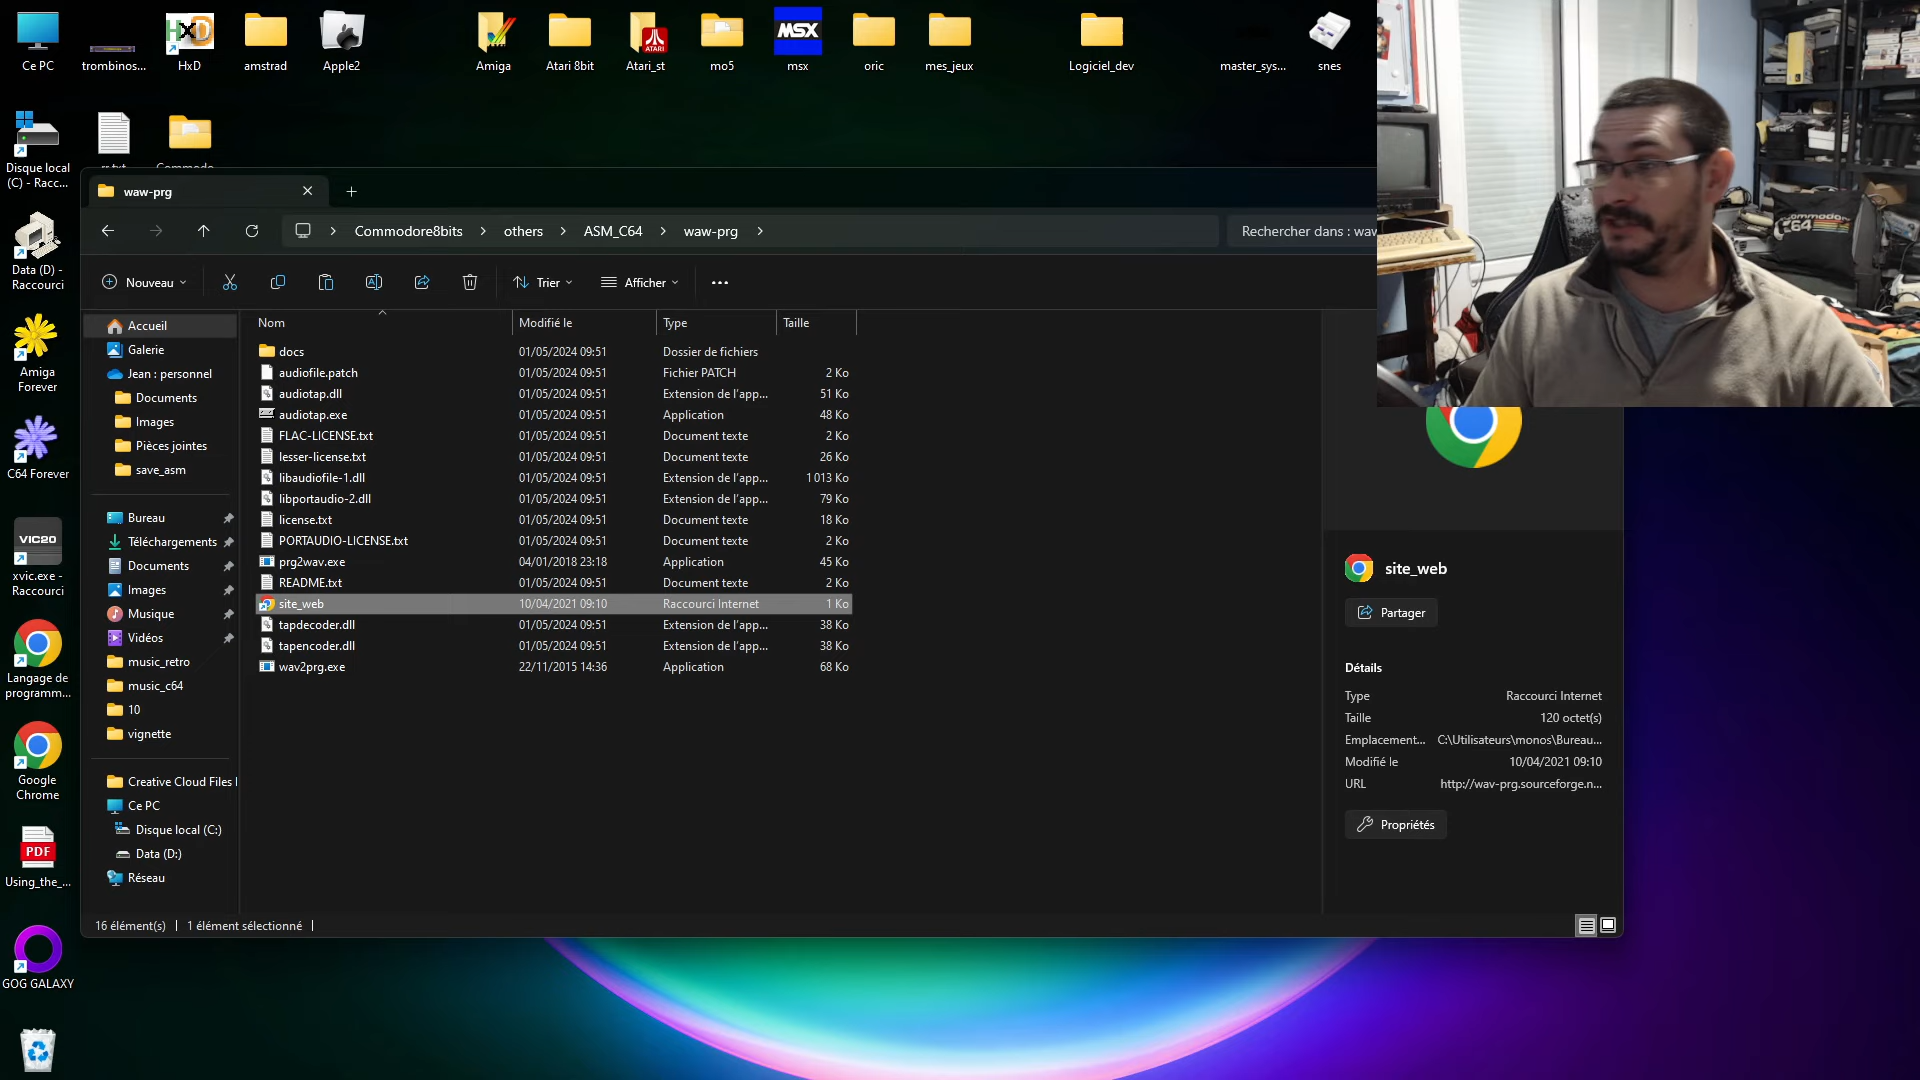 Ce PC
trombinos...
HxD
amstrad
Apple2
Amiga
Atari 8bit
Atari_st
mo5
msx
oric
mes_jeux
Logiciel_dev
master_sys...
snes
MSX
ATARI
Disque local
(C) - Racc...
Data (D) -
Raccourci
Amiga
Forever
C64 Forever
VIC20
xvic.exe -
Raccourci
Langage de
programm...
Google
Chrome
PDF
Using_the_...
GOG GALAXY
waw-prg
Commodore8bits
others
ASM_C64
waw-prg
Rechercher dans : wav
Nouveau
Trier
Afficher
Accueil
Galerie
Jean : personnel
Documents
Images
Pièces jointes
save_asm
Bureau
Téléchargements
Documents
Images
Musique
Vidéos
music_retro
music_c64
10
vignette
Creative Cloud Files
Ce PC
Disque local (C:)
Data (D:)
Réseau
Nom Modifié le Type Taille
docs 01/05/2024 09:51 Dossier de fichiers
audiofile.patch 01/05/2024 09:51 Fichier PATCH 2 Ko
audiotap.dll 01/05/2024 09:51 Extension de l'app... 51 Ko
audiotap.exe 01/05/2024 09:51 Application 48 Ko
FLAC-LICENSE.txt 01/05/2024 09:51 Document texte 2 Ko
lesser-license.txt 01/05/2024 09:51 Document texte 26 Ko
libaudiofile-1.dll 01/05/2024 09:51 Extension de l'app... 1 013 Ko
libportaudio-2.dll 01/05/2024 09:51 Extension de l'app... 79 Ko
license.txt 01/05/2024 09:51 Document texte 18 Ko
PORTAUDIO-LICENSE.txt 01/05/2024 09:51 Document texte 2 Ko
prg2wav.exe 04/01/2018 23:18 Application 45 Ko
README.txt 01/05/2024 09:51 Document texte 2 Ko
site_web 10/04/2021 09:10 Raccourci Internet 1 Ko
tapdecoder.dll 01/05/2024 09:51 Extension de l'app... 38 Ko
tapencoder.dll 01/05/2024 09:51 Extension de l'app... 38 Ko
wav2prg.exe 22/11/2015 14:36 Application 68 Ko
site_web
Partager
Détails
Type Raccourci Internet
Taille 120 octet(s)
Emplacement... C:\Utilisateurs\monos\Bureau...
Modifié le 10/04/2021 09:10
URL http://wav-prg.sourceforge.n...
Propriétés
16 élément(s)
1 élément sélectionné
commodore
C64